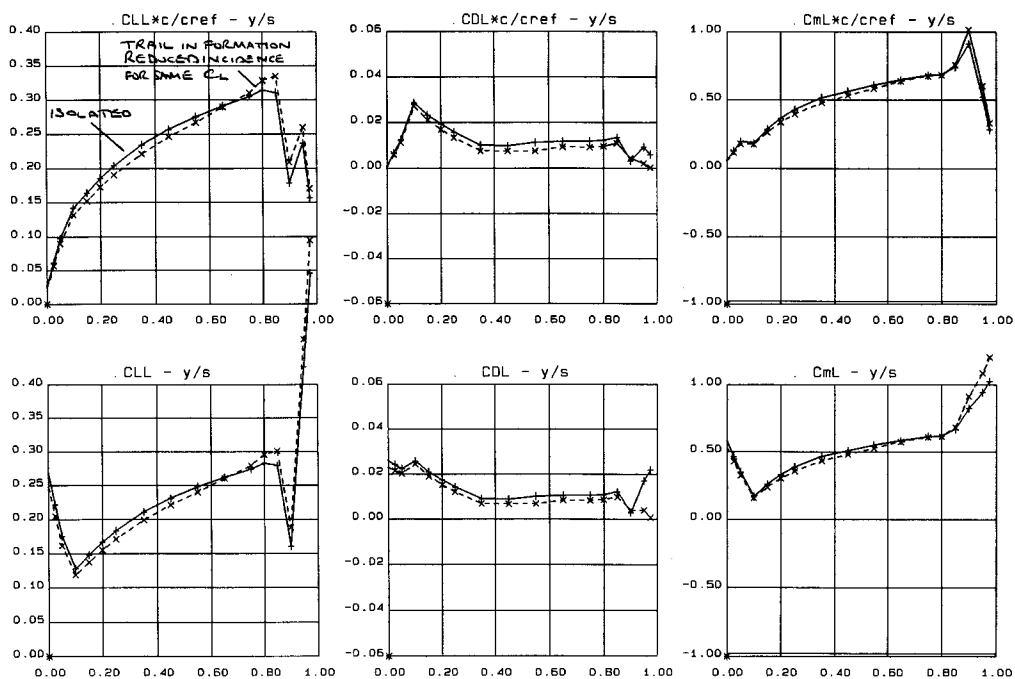 CLL*c/cref - y/s
CDL*c/cref - y/s
CmL*c/cref - y/s
TRAIL IN FORMATION
REDUCED INCIDENCE
FOR SAME CL
ISOLATED
0.40
0.35
0.30
0.25
0.20
0.15
0.10
0.05
0.00
0.00 0.20 0.40 0.60 0.80 1.00
0.06
0.04
0.02
0.00
-0.02
-0.04
-0.06
0.00 0.20 0.40 0.60 0.80 1.00
1.00
0.50
0.00
-0.50
-1.00
0.00 0.20 0.40 0.60 0.80 1.00
CLL - y/s
CDL - y/s
CmL - y/s
0.40
0.35
0.30
0.25
0.20
0.15
0.10
0.05
0.00
0.00 0.20 0.40 0.60 0.80 1.00
0.06
0.04
0.02
0.00
-0.02
-0.04
-0.06
0.00 0.20 0.40 0.60 0.80 1.00
1.00
0.50
0.00
-0.50
-1.00
0.00 0.20 0.40 0.60 0.80 1.00